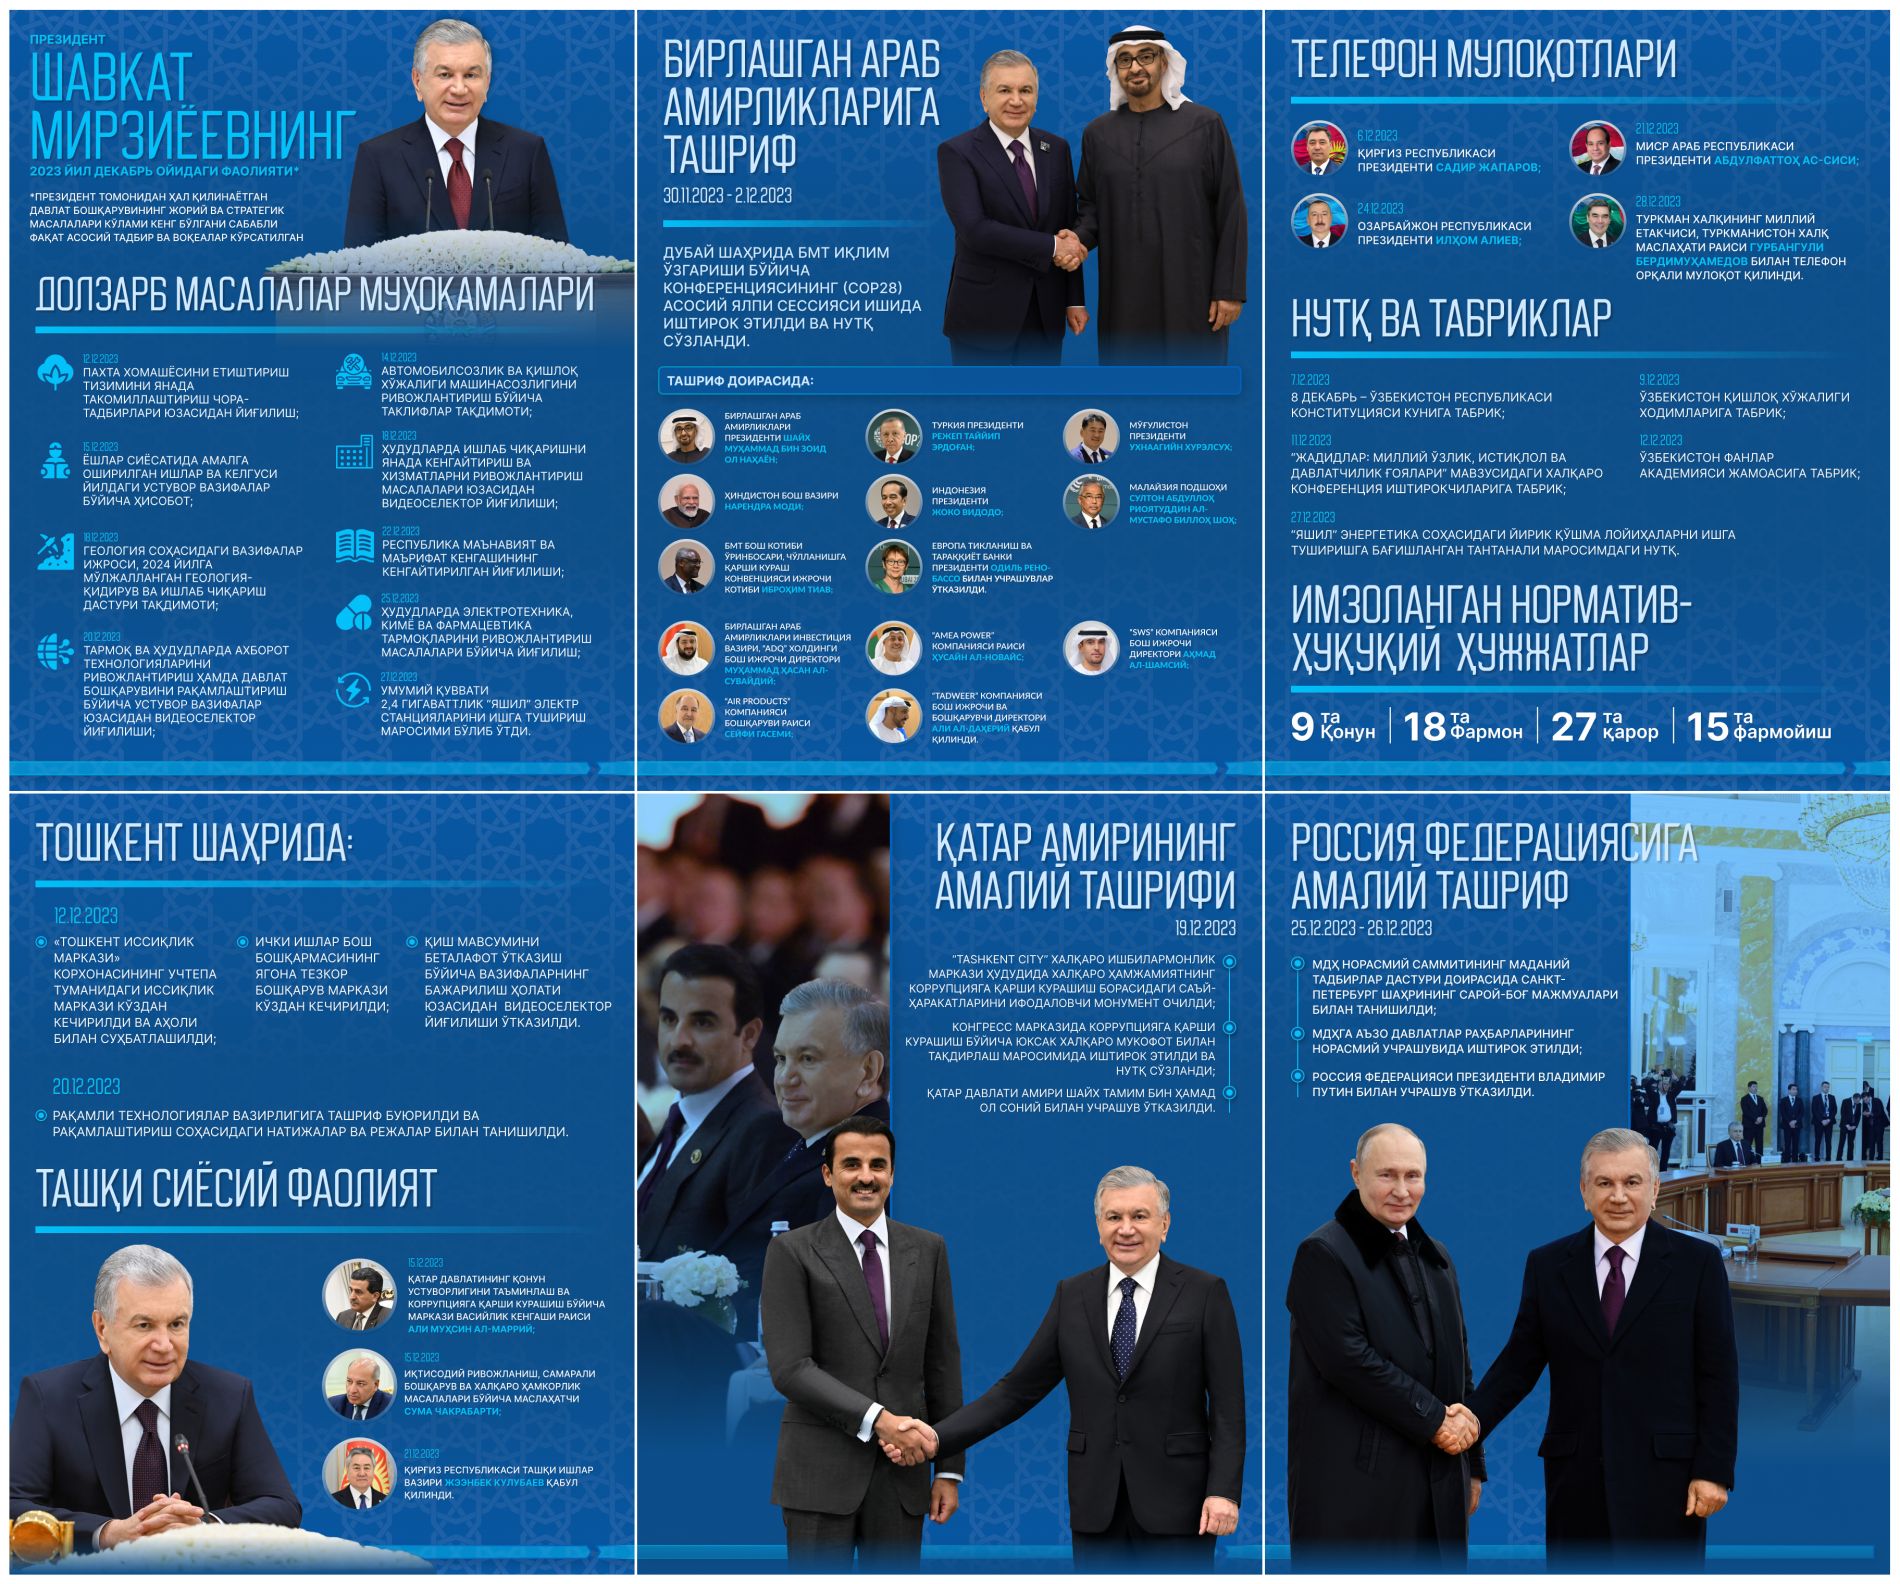 ПРЕЗИДЕНТ
ШАВКАТ
МИРЗИЁЕВНИНГ
2023 ЙИЛ ДЕКАБРЬ ОЙИДАГИ ФАОЛИЯТИ*
*ПРЕЗИДЕНТ ТОМОНИДАН ҲАЛ ҚИЛИНАЁТГАН
ДАВЛАТ БОШҚАРУВИНИНГ ЖОРИЙ ВА СТРАТЕГИК
МАСАЛАЛАРИ КЎЛАМИ КЕНГ БЎЛГАНИ САБАБЛИ
ФАҚАТ АСОСИЙ ТАДБИР ВА ВОҚЕАЛАР КЎРСАТИЛГАН
ДОЛЗАРБ МАСАЛАЛАР МУҲОКАМАЛАРИ
12.12.2023
ПАХТА ХОМАШЁСИНИ ЕТИШТИРИШ
ТИЗИМИНИ ЯНАДА
ТАКОМИЛЛАШТИРИШ ЧОРА-
ТАДБИРЛАРИ ЮЗАСИДАН ЙИҒИЛИШ;
15.12.2023
ЁШЛАР СИЁСАТИДА АМАЛГА
ОШИРИЛГАН ИШЛАР ВА КЕЛГУСИ
ЙИЛДАГИ УСТУВОР ВАЗИФАЛАР
БЎЙИЧА ҲИСОБОТ;
18.12.2023
ГЕОЛОГИЯ СОҲАСИДАГИ ВАЗИФАЛАР
ИЖРОСИ, 2024 ЙИЛГА
МЎЛЖАЛЛАНГАН ГЕОЛОГИЯ-
ҚИДИРУВ ВА ИШЛАБ ЧИҚАРИШ
ДАСТУРИ ТАҚДИМОТИ;
20.12.2023
ТАРМОҚ ВА ҲУДУДЛАРДА АХБОРОТ
ТЕХНОЛОГИЯЛАРИНИ
РИВОЖЛАНТИРИШ ҲАМДА ДАВЛАТ
БОШҚАРУВИНИ РАҚАМЛАШТИРИШ
БЎЙИЧА УСТУВОР ВАЗИФАЛАР
ЮЗАСИДАН ВИДЕОСЕЛЕКТОР
ЙИҒИЛИШИ;
14.12.2023
АВТОМОБИЛСОЗЛИК ВА ҚИШЛОҚ
ХЎЖАЛИГИ МАШИНАСОЗЛИГИНИ
РИВОЖЛАНТИРИШ БЎЙИЧА
ТАКЛИФЛАР ТАҚДИМОТИ;
18.12.2023
ҲУДУДЛАРДА ИШЛАБ ЧИҚАРИШНИ
ЯНАДА КЕНГАЙТИРИШ ВА
ХИЗМАТЛАРНИ РИВОЖЛАНТИРИШ
МАСАЛАЛАРИ ЮЗАСИДАН
ВИДЕОСЕЛЕКТОР ЙИҒИЛИШИ;
22.12.2023
РЕСПУБЛИКА МАЪНАВИЯТ ВА
МАЪРИФАТ КЕНГАШИНИНГ
КЕНГАЙТИРИЛГАН ЙИҒИЛИШИ;
25.12.2023
ҲУДУДЛАРДА ЭЛЕКТРОТЕХНИКА,
КИМЁ ВА ФАРМАЦЕВТИКА
ТАРМОҚЛАРИНИ РИВОЖЛАНТИРИШ
МАСАЛАЛАРИ БЎЙИЧА ЙИҒИЛИШ;
27.12.2023
УМУМИЙ ҚУВВАТИ
2,4 ГИГАВАТТЛИК “ЯШИЛ” ЭЛЕКТР
СТАНЦИЯЛАРИНИ ИШГА ТУШИРИШ
МАРОСИМИ БЎЛИБ ЎТДИ.
БИРЛАШГАН АРАБ
АМИРЛИКЛАРИГА
ТАШРИФ
30.11.2023 - 2.12.2023
ДУБАЙ ШАҲРИДА БМТ ИҚЛИМ
ЎЗГАРИШИ БЎЙИЧА
КОНФЕРЕНЦИЯСИНИНГ (COP28)
АСОСИЙ ЯЛПИ СЕССИЯСИ ИШИДА
ИШТИРОК ЭТИЛДИ ВА НУТҚ
СЎЗЛАНДИ.
ТАШРИФ ДОИРАСИДА:
БИРЛАШГАН АРАБ
АМИРЛИКЛАРИ
ПРЕЗИДЕНТИ ШАЙХ
МУҲАММАД БИН ЗОИД
ОЛ НАҲАЁН;
ТУРКИЯ ПРЕЗИДЕНТИ
РЕЖЕП ТАЙЙИП
ЭРДОҒАН;
МЎҒУЛИСТОН
ПРЕЗИДЕНТИ
УХНААГИЙН ХУРЭЛСУХ;
ҲИНДИСТОН БОШ ВАЗИРИ
НАРЕНДРА МОДИ;
ИНДОНЕЗИЯ
ПРЕЗИДЕНТИ
ЖОКО ВИДОДО;
МАЛАЙЗИЯ ПОДШОҲИ
СУЛТОН АБДУЛЛОҲ
РИОЯТУДДИН АЛ-
МУСТАФО БИЛЛОҲ ШОҲ;
БМТ БОШ КОТИБИ
ЎРИНБОСАРИ, ЧЎЛЛАНИШГА
ҚАРШИ КУРАШ
КОНВЕНЦИЯСИ ИЖРОЧИ
КОТИБИ ИБРОҲИМ ТИАВ;
ЕВРОПА ТИКЛАНИШ ВА
ТАРАҚҚИЁТ БАНКИ
ПРЕЗИДЕНТИ ОДИЛЬ РЕНО-
БАССО БИЛАН УЧРАШУВЛАР
ЎТКАЗИЛДИ.
БИРЛАШГАН АРАБ
АМИРЛИКЛАРИ ИНВЕСТИЦИЯ
ВАЗИРИ, “ADQ” ХОЛДИНГИ
БОШ ИЖРОЧИ ДИРЕКТОРИ
МУҲАММАД ҲАСАН АЛ-
СУВАЙДИЙ;
“AMEA POWER”
КОМПАНИЯСИ РАИСИ
ҲУСАЙН АЛ-НОВАЙС;
“SWS” КОМПАНИЯСИ
БОШ ИЖРОЧИ
ДИРЕКТОРИ АҲМАД
АЛ-ШАМСИЙ;
“AIR PRODUCTS”
КОМПАНИЯСИ
БОШҚАРУВИ РАИСИ
СЕЙФИ ГАСЕМИ;
“TADWEER” КОМПАНИЯСИ
БОШ ИЖРОЧИ ВА
БОШҚАРУВЧИ ДИРЕКТОРИ
АЛИ АЛ-ДАҲЕРИЙ ҚАБУЛ
ҚИЛИНДИ.
ТЕЛЕФОН МУЛОҚОТЛАРИ
6.12.2023
ҚИРҒИЗ РЕСПУБЛИКАСИ
ПРЕЗИДЕНТИ САДИР ЖАПАРОВ;
21.12.2023
МИСР АРАБ РЕСПУБЛИКАСИ
ПРЕЗИДЕНТИ АБДУЛФАТТОҲ АС-СИСИ;
24.12.2023
ОЗАРБАЙЖОН РЕСПУБЛИКАСИ
ПРЕЗИДЕНТИ ИЛҲОМ АЛИЕВ;
28.12.2023
ТУРКМАН ХАЛҚИНИНГ МИЛЛИЙ
ЕТАКЧИСИ, ТУРКМАНИСТОН ХАЛҚ
МАСЛАҲАТИ РАИСИ ГУРБАНГУЛИ
БЕРДИМУҲАМЕДОВ БИЛАН ТЕЛЕФОН
ОРҚАЛИ МУЛОҚОТ ҚИЛИНДИ.
НУТҚ ВА ТАБРИКЛАР
7.12.2023
8 ДЕКАБРЬ – ЎЗБЕКИСТОН РЕСПУБЛИКАСИ
КОНСТИТУЦИЯСИ КУНИГА ТАБРИК;
9.12.2023
ЎЗБЕКИСТОН ҚИШЛОҚ ХЎЖАЛИГИ
ХОДИМЛАРИГА ТАБРИК;
11.12.2023
“ЖАДИДЛАР: МИЛЛИЙ ЎЗЛИК, ИСТИҚЛОЛ ВА
ДАВЛАТЧИЛИК ҒОЯЛАРИ” МАВЗУСИДАГИ ХАЛҚАРО
КОНФЕРЕНЦИЯ ИШТИРОКЧИЛАРИГА ТАБРИК;
12.12.2023
ЎЗБЕКИСТОН ФАНЛАР
АКАДЕМИЯСИ ЖАМОАСИГА ТАБРИК;
27.12.2023
“ЯШИЛ” ЭНЕРГЕТИКА СОҲАСИДАГИ ЙИРИК ҚЎШМА ЛОЙИҲАЛАРНИ ИШГА
ТУШИРИШГА БАҒИШЛАНГАН ТАНТАНАЛИ МАРОСИМДАГИ НУТҚ.
ИМЗОЛАНГАН НОРМАТИВ-
ҲУҚУҚИЙ ҲУЖЖАТЛАР
9 та Қонун
18 та Фармон
27 та қарор
15 та фармойиш
ТОШКЕНТ ШАҲРИДА:
12.12.2023
«ТОШКЕНТ ИССИҚЛИК
МАРКАЗИ»
КОРХОНАСИНИНГ УЧТЕПА
ТУМАНИДАГИ ИССИҚЛИК
МАРКАЗИ КЎЗДАН
КЕЧИРИЛДИ ВА АҲОЛИ
БИЛАН СУҲБАТЛАШИЛДИ;
ИЧКИ ИШЛАР БОШ
БОШҚАРМАСИНИНГ
ЯГОНА ТЕЗКОР
БОШҚАРУВ МАРКАЗИ
КЎЗДАН КЕЧИРИЛДИ;
ҚИШ МАВСУМИНИ
БЕТАЛАФОТ ЎТКАЗИШ
БЎЙИЧА ВАЗИФАЛАРНИНГ
БАЖАРИЛИШ ҲОЛАТИ
ЮЗАСИДАН ВИДЕОСЕЛЕКТОР
ЙИҒИЛИШИ ЎТКАЗИЛДИ.
20.12.2023
РАҚАМЛИ ТЕХНОЛОГИЯЛАР ВАЗИРЛИГИГА ТАШРИФ БУЮРИЛДИ ВА
РАҚАМЛАШТИРИШ СОҲАСИДАГИ НАТИЖАЛАР ВА РЕЖАЛАР БИЛАН ТАНИШИЛДИ.
ТАШҚИ СИЁСИЙ ФАОЛИЯТ
15.12.2023
ҚАТАР ДАВЛАТИНИНГ ҚОНУН
УСТУВОРЛИГИНИ ТАЪМИНЛАШ ВА
КОРРУПЦИЯГА ҚАРШИ КУРАШИШ БЎЙИЧА
МАРКАЗИ ВАСИЙЛИК КЕНГАШИ РАИСИ
АЛИ МУҲСИН АЛ-МАРРИЙ;
15.12.2023
ИҚТИСОДИЙ РИВОЖЛАНИШ, САМАРАЛИ
БОШҚАРУВ ВА ХАЛҚАРО ҲАМКОРЛИК
МАСАЛАЛАРИ БЎЙИЧА МАСЛАҲАТЧИ
СУМА ЧАКРАБАРТИ;
21.12.2023
ҚИРҒИЗ РЕСПУБЛИКАСИ ТАШҚИ ИШЛАР
ВАЗИРИ ЖЭЭНБЕК КУЛУБАЕВ ҚАБУЛ
ҚИЛИНДИ.
ҚАТАР АМИРИНИНГ
АМАЛИЙ ТАШРИФИ
19.12.2023
“TASHKENT CITY” ХАЛҚАРО ИШБИЛАРМОНЛИК
МАРКАЗИ ҲУДУДИДА ХАЛҚАРО ҲАМЖАМИЯТНИНГ
КОРРУПЦИЯГА ҚАРШИ КУРАШИШ БОРАСИДАГИ САЪЙ-
ҲАРАКАТЛАРИНИ ИФОДАЛОВЧИ МОНУМЕНТ ОЧИЛДИ;
КОНГРЕСС МАРКАЗИДА КОРРУПЦИЯГА ҚАРШИ
КУРАШИШ БЎЙИЧА ЮКСАК ХАЛҚАРО МУКОФОТ БИЛАН
ТАҚДИРЛАШ МАРОСИМИДА ИШТИРОК ЭТИЛДИ ВА
НУТҚ СЎЗЛАНДИ;
ҚАТАР ДАВЛАТИ АМИРИ ШАЙХ ТАМИМ БИН ҲАМАД
ОЛ СОНИЙ БИЛАН УЧРАШУВ ЎТКАЗИЛДИ.
РОССИЯ ФЕДЕРАЦИЯСИГА
АМАЛИЙ ТАШРИФ
25.12.2023 - 26.12.2023
МДҲ НОРАСМИЙ САММИТИНИНГ МАДАНИЙ
ТАДБИРЛАР ДАСТУРИ ДОИРАСИДА САНКТ-
ПЕТЕРБУРГ ШАҲРИНИНГ САРОЙ-БОҒ МАЖМУАЛАРИ
БИЛАН ТАНИШИЛДИ;
МДҲГА АЪЗО ДАВЛАТЛАР РАҲБАРЛАРИНИНГ
НОРАСМИЙ УЧРАШУВИДА ИШТИРОК ЭТИЛДИ;
РОССИЯ ФЕДЕРАЦИЯСИ ПРЕЗИДЕНТИ ВЛАДИМИР
ПУТИН БИЛАН УЧРАШУВ ЎТКАЗИЛДИ.